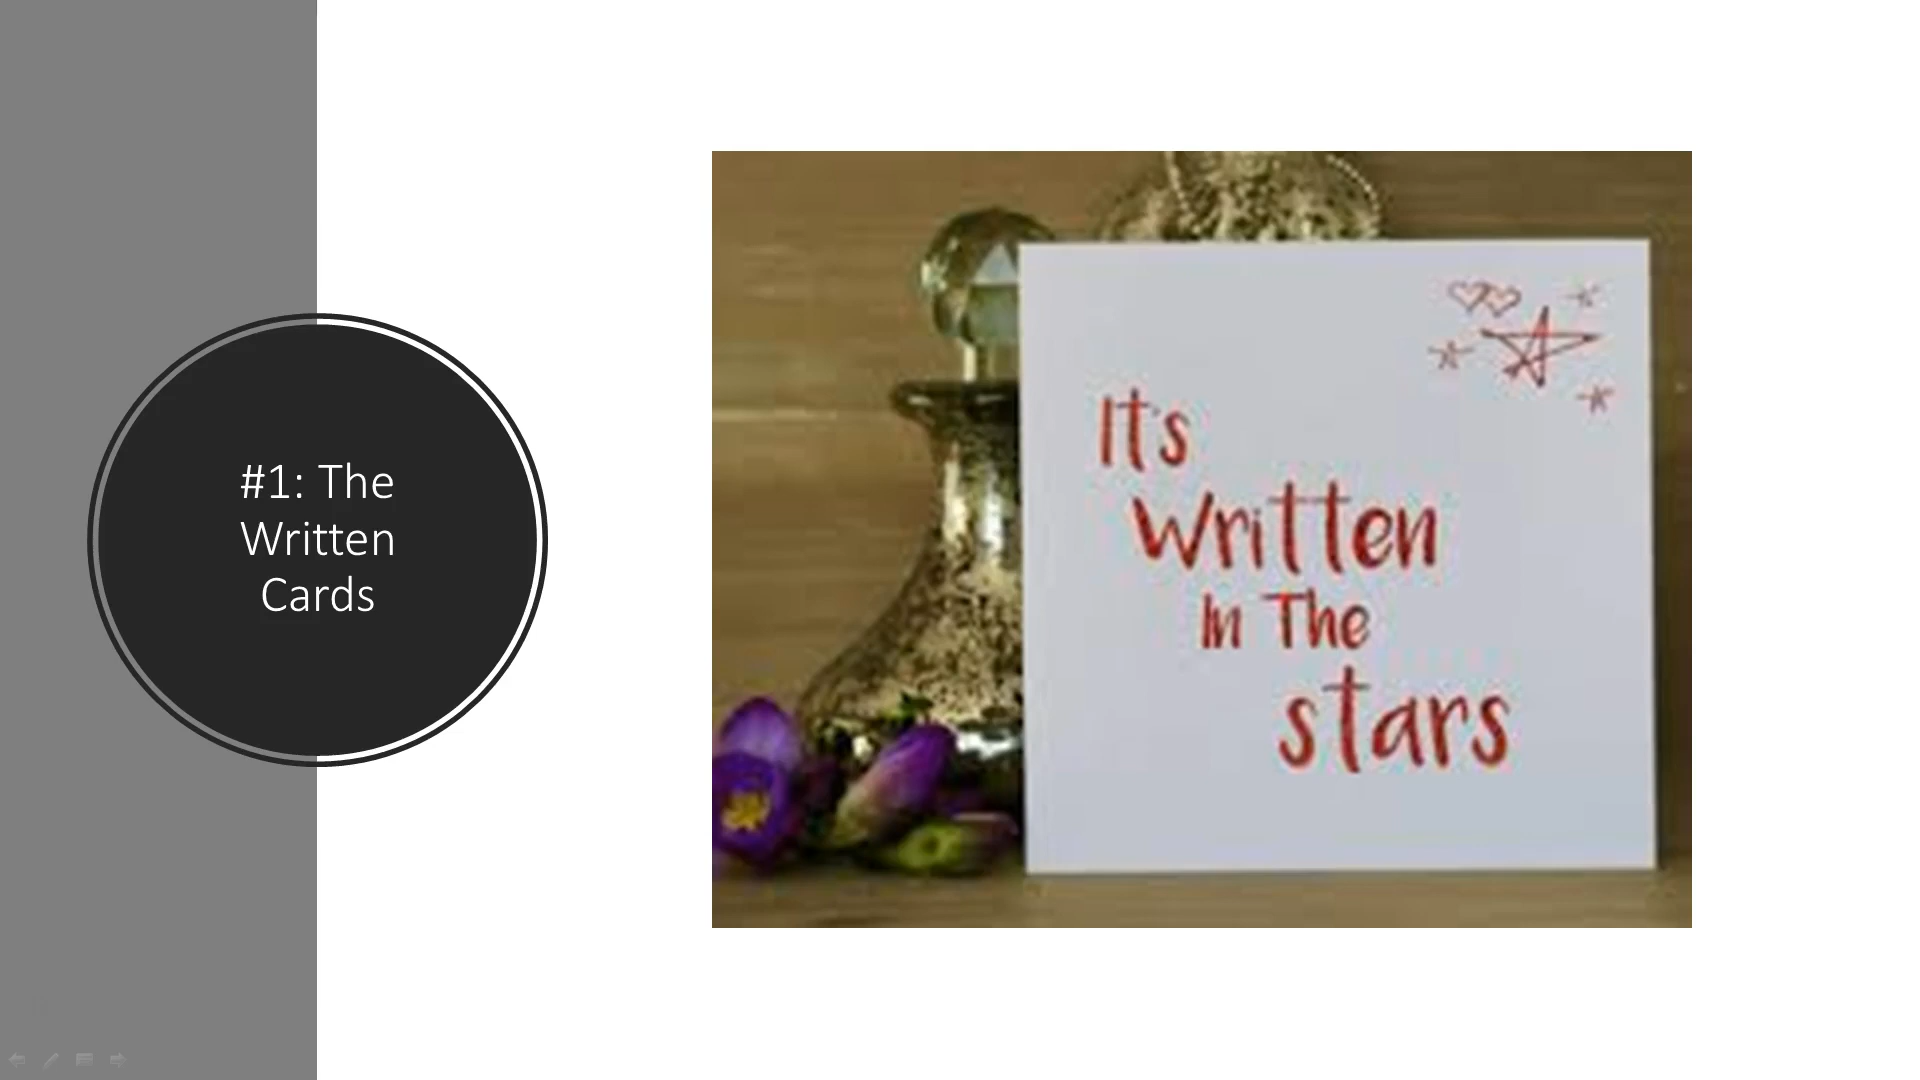 #1: The
Written
Cards
It's
Written
In The
stars